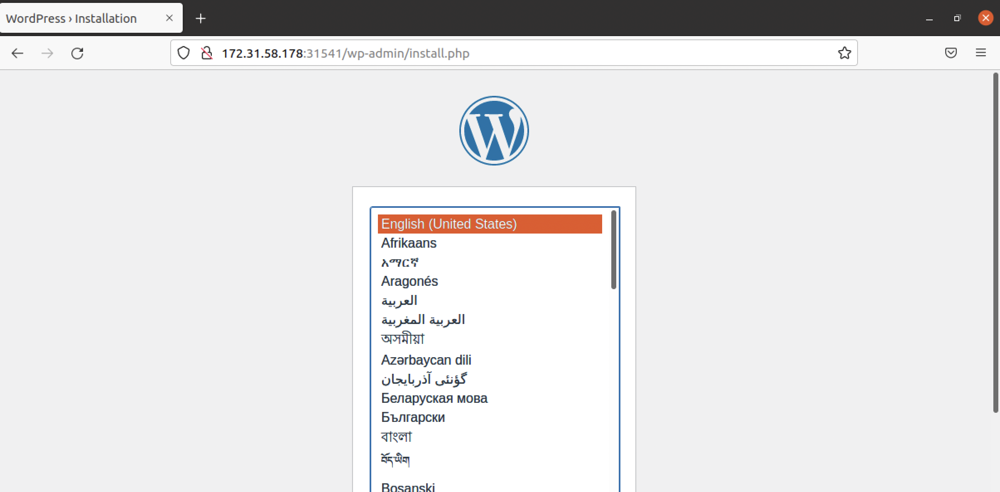 WordPress › Installation
172.31.58.178:31541/wp-admin/install.php
English (United States)
Afrikaans
አማርኛ
Aragonés
العربية
العربية المغربية
অসমীয়া
Azərbaycan dili
گؤنئی آذربایجان
Беларуская мова
Български
বাংলা
བོད་ཡིག
Bosanski